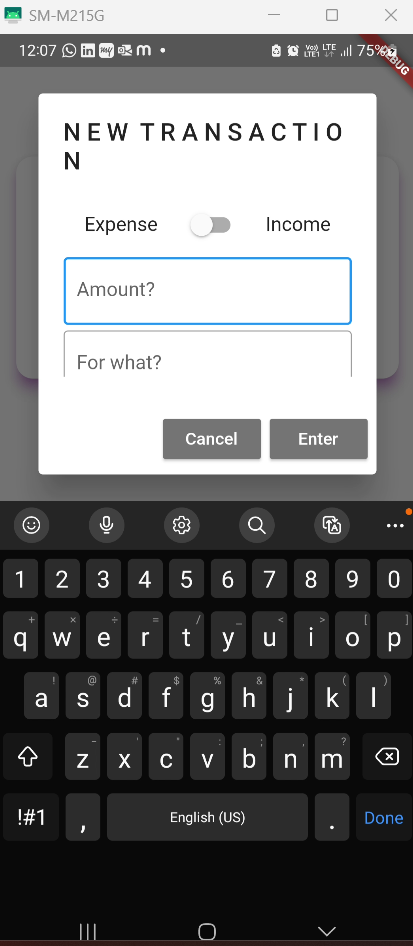 SM-M215G
12:07 75%
DEBUG
NEW TRANSACTIO
N
Expense Income
Amount?
For what?
Cancel Enter
1 2 3 4 5 6 7 8 9 0
+ × ÷ = / _ < > [ ]
q w e r t y u i o p
! @ # $ % & * ( )
a s d f g h j k l
- ' " : ; , ?
z x c v b n m
!#1 , English (US) . Done